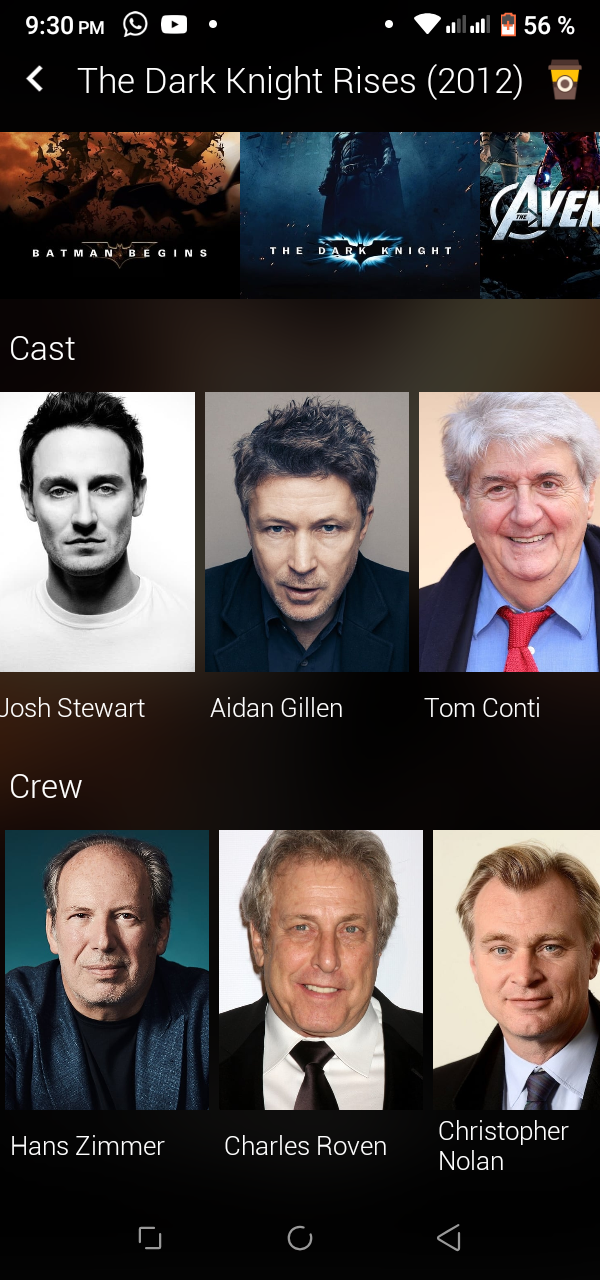 9:30 PM 56 %
The Dark Knight Rises (2012)
BATMAN BEGINS
THE DARK KNIGHT
THE AVEN
Cast
Josh Stewart
Aidan Gillen
Tom Conti
Crew
Hans Zimmer
Charles Roven
Christopher
Nolan